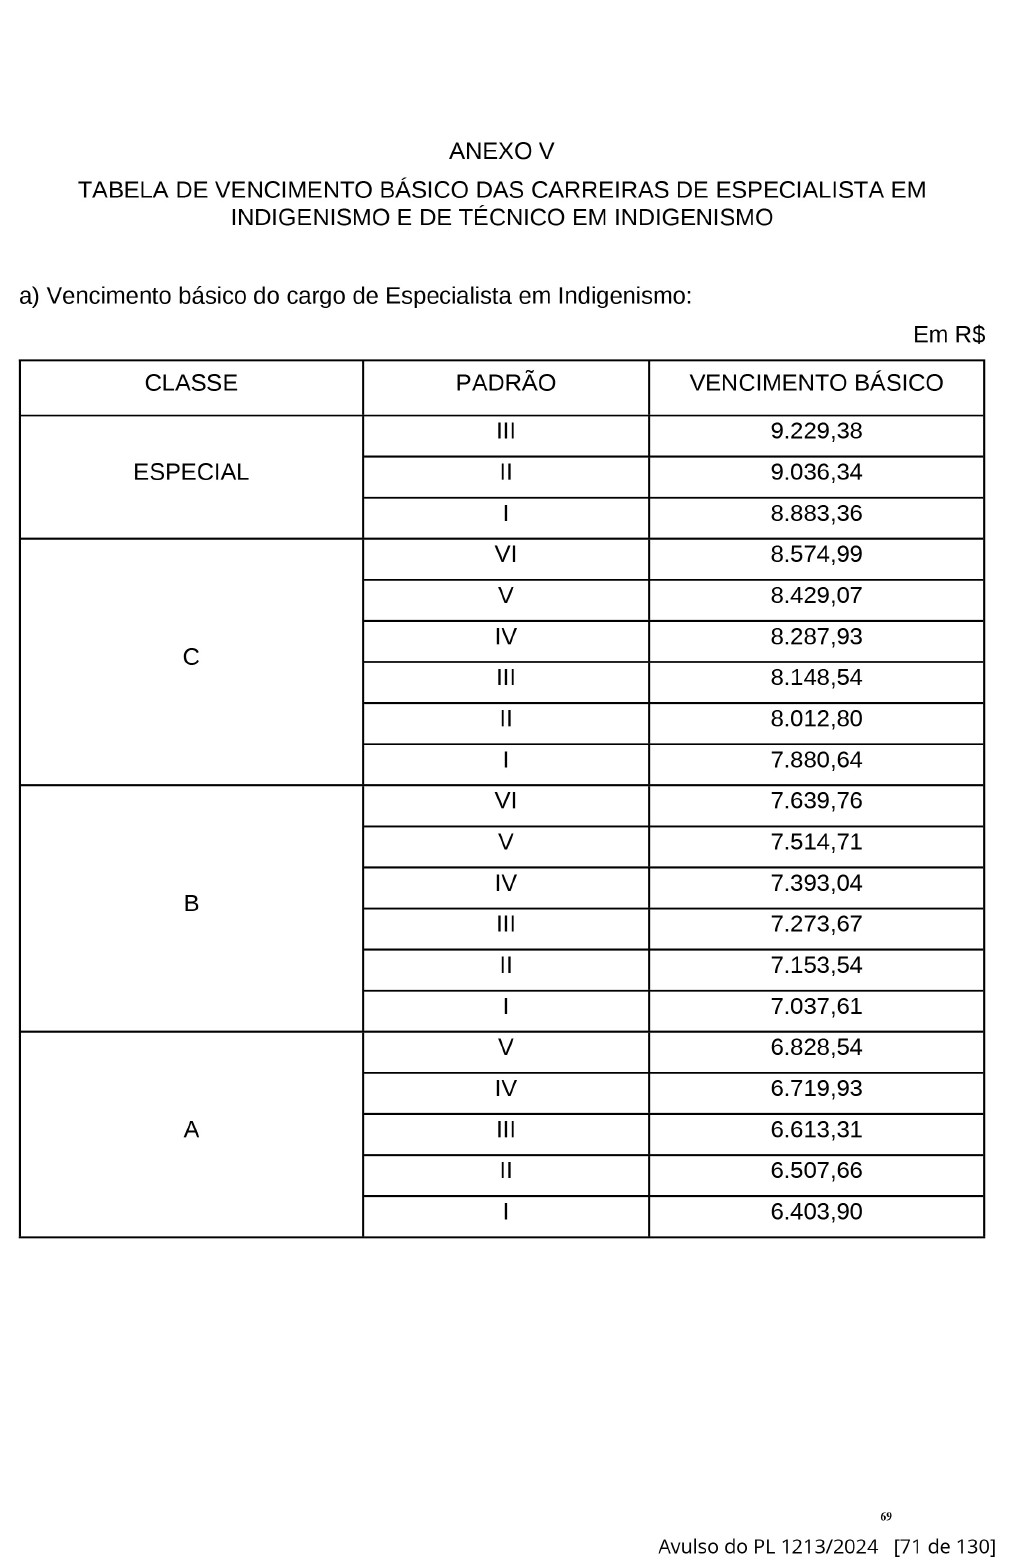 ANEXO V
TABELA DE VENCIMENTO BÁSICO DAS CARREIRAS DE ESPECIALISTA EM
INDIGENISMO E DE TÉCNICO EM INDIGENISMO
a) Vencimento básico do cargo de Especialista em Indigenismo:
Em R$
CLASSE PADRÃO VENCIMENTO BÁSICO
ESPECIAL III 9.229,38
II 9.036,34
I 8.883,36
C VI 8.574,99
V 8.429,07
IV 8.287,93
III 8.148,54
II 8.012,80
I 7.880,64
B VI 7.639,76
V 7.514,71
IV 7.393,04
III 7.273,67
II 7.153,54
I 7.037,61
A V 6.828,54
IV 6.719,93
III 6.613,31
II 6.507,66
I 6.403,90
69
Avulso do PL 1213/2024 [71 de 130]